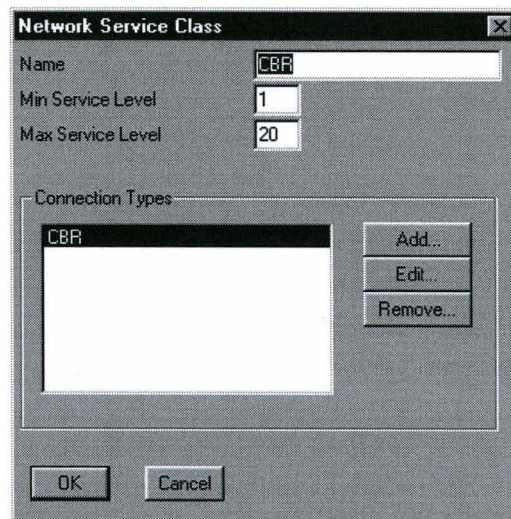 Network Service Class
Name CBR
Min Service Level 1
Max Service Level 20
Connection Types
CBR
Add...
Edit...
Remove...
OK Cancel